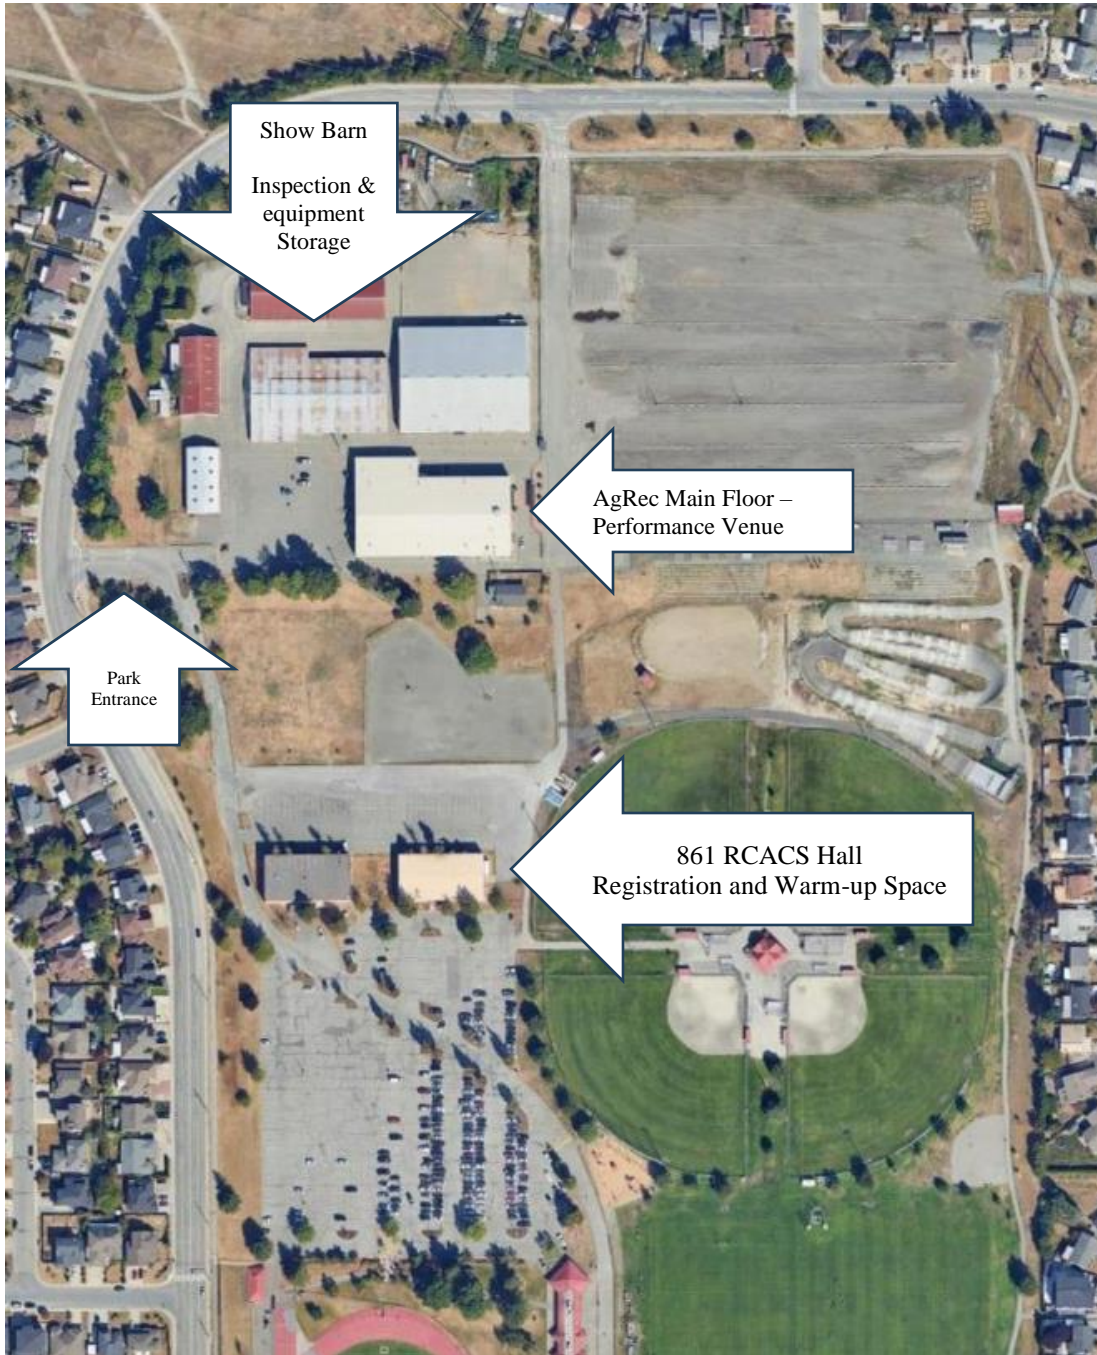 Show Barn
Inspection &
equipment
Storage
AgRec Main Floor –
Performance Venue
Park
Entrance
861 RCACS Hall
Registration and Warm-up Space